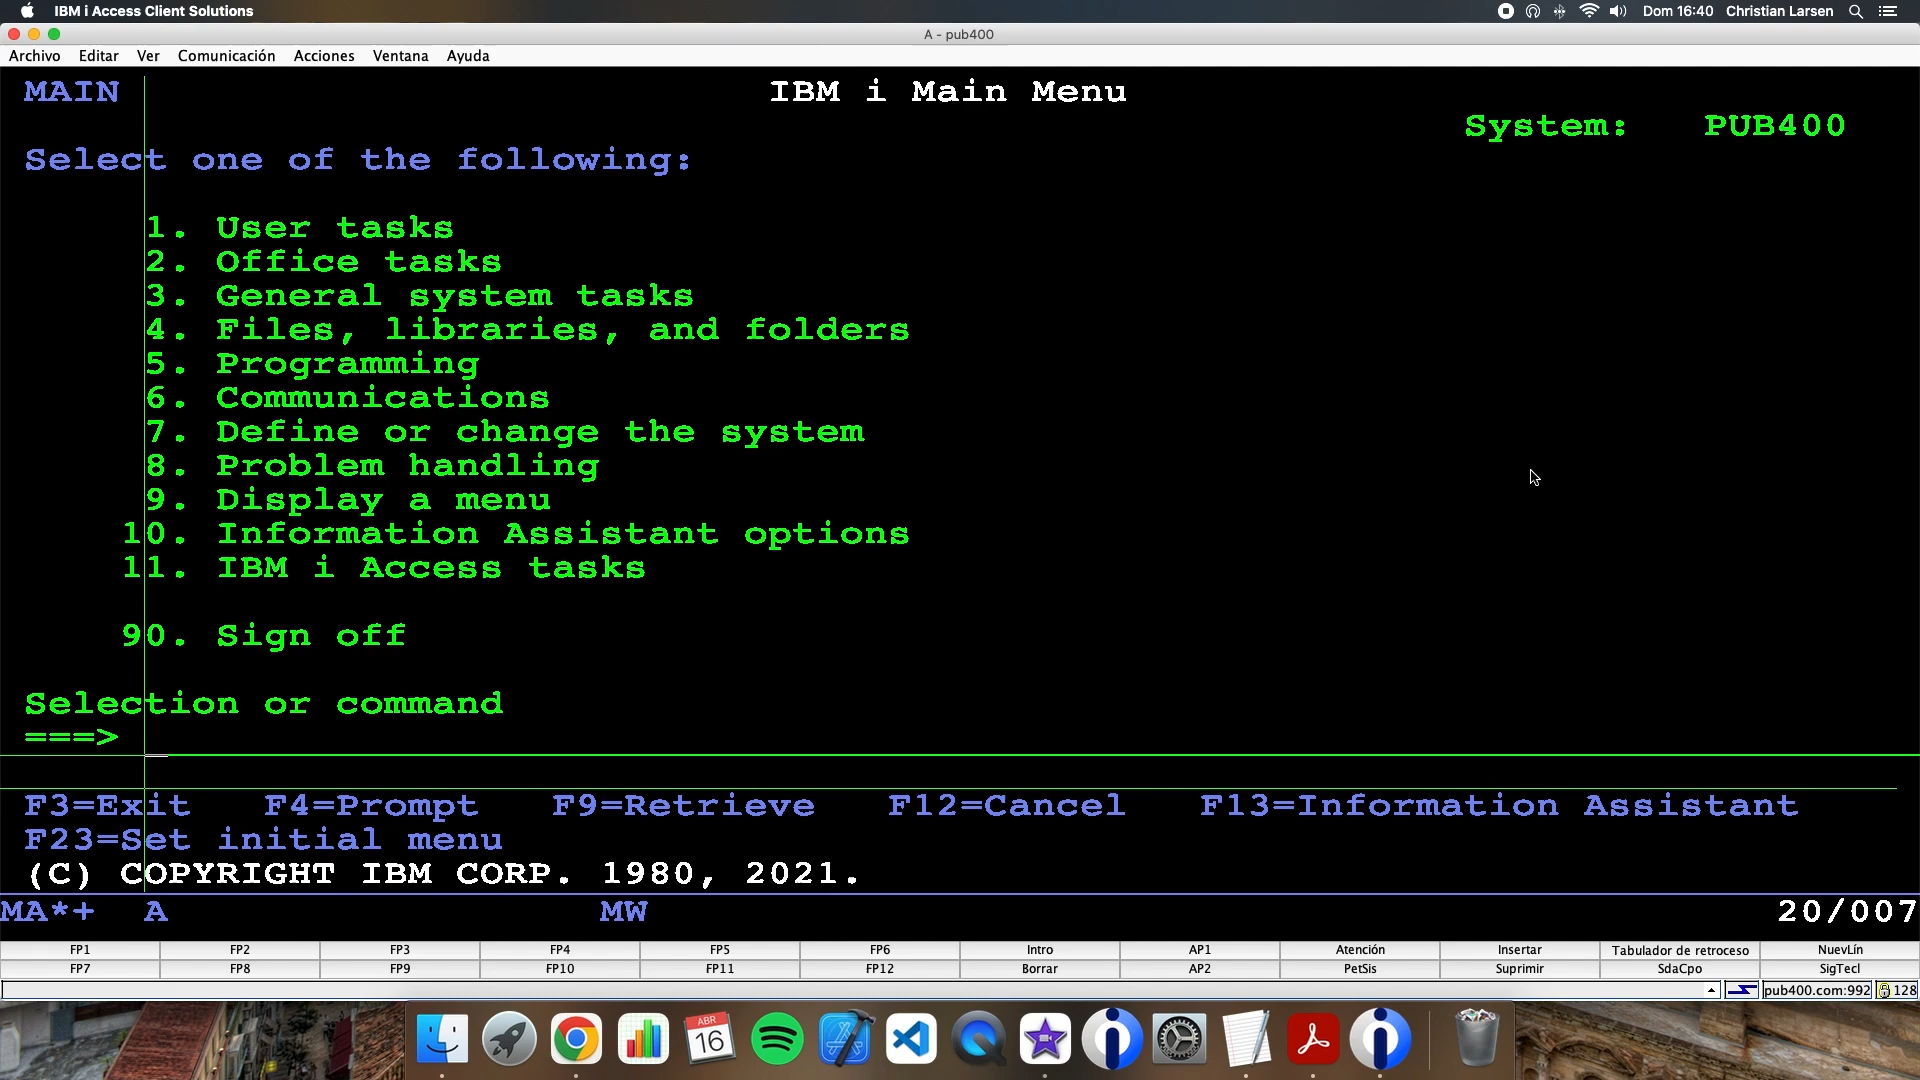 IBM i Access Client Solutions Dom 16:40 Christian Larsen
A - pub400
Archivo Editar Ver Comunicación Acciones Ventana Ayuda
MAIN IBM i Main Menu
System: PUB400
Select one of the following:
1. User tasks
2. Office tasks
3. General system tasks
4. Files, libraries, and folders
5. Programming
6. Communications
7. Define or change the system
8. Problem handling
9. Display a menu
10. Information Assistant options
11. IBM i Access tasks
90. Sign off
Selection or command
===>
F3=Exit F4=Prompt F9=Retrieve F12=Cancel F13=Information Assistant
F23=Set initial menu
(C) COPYRIGHT IBM CORP. 1980, 2021.
MA*+ A MW 20/007
FP1 FP2 FP3 FP4 FP5 FP6 Intro AP1 Atención Insertar Tabulador de retroceso NuevLín
FP7 FP8 FP9 FP10 FP11 FP12 Borrar AP2 PetSis Suprimir SdaCpo SigTecl
pub400.com:992 128
ABR
16